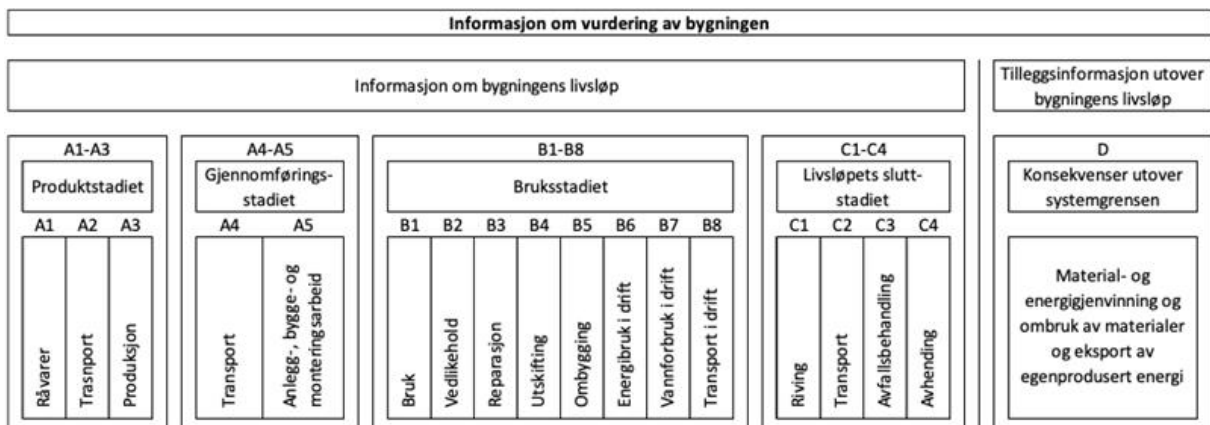 Informasjon om vurdering av bygningen
Informasjon om bygningens livsløp
Tilleggsinformasjon utover
bygningens livsløp
A1-A3
Produktstadiet
A1 A2 A3
Råvarer
Trasnport
Produksjon
A4-A5
Gjennomførings-
stadiet
A4 A5
Transport
Anlegg-, bygge- og
monteringsarbeid
B1-B8
Bruksstadiet
B1 B2 B3 B4 B5 B6 B7 B8
Bruk
Vedlikehold
Reparasjon
Utskifting
Ombygging
Energibruk i drift
Vannforbruk i drift
Transport i drift
C1-C4
Livsløpets slutt-
stadiet
C1 C2 C3 C4
Riving
Transport
Avfallsbehandling
Avhending
D
Konsekvenser utover
systemgrensen
Material- og
energigjenvinning og
ombruk av materialer
og eksport av
egenprodusert energi